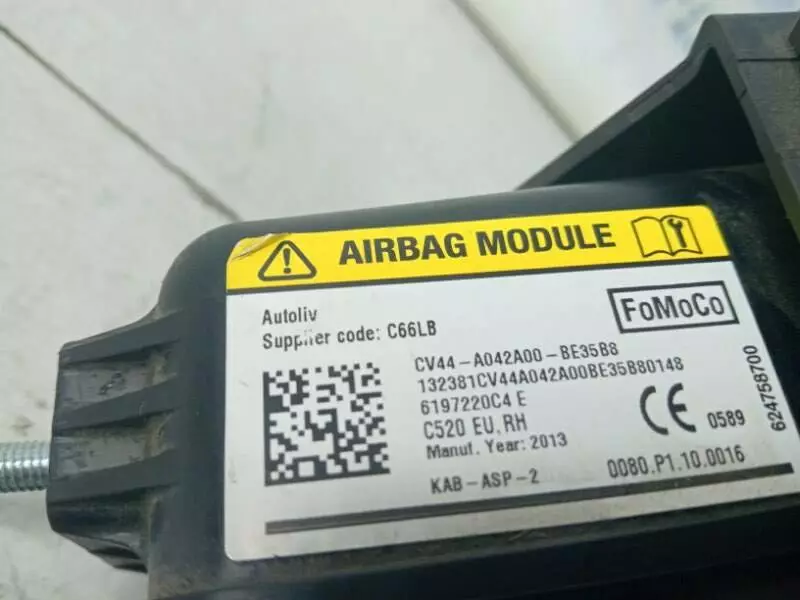 AIRBAG MODULE
Autoliv
Supplier code: C66LB
FoMoCo
CV44-A042A00-BE35B8
132381CV44A042A00BE35B80148
6197220C4 E
C520 EU.RH
Manuf. Year: 2013
CE 0589
KAB-ASP-2
0080.P1.10.0016
624758700